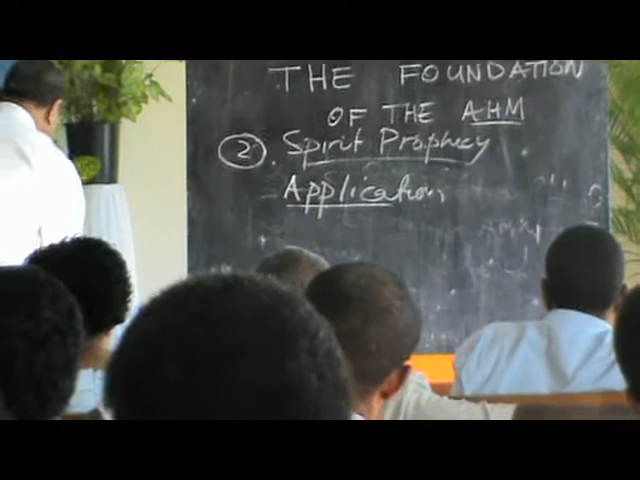 THE FOUNDATION
OF THE AHM
2. Spirit Prophecy
Application